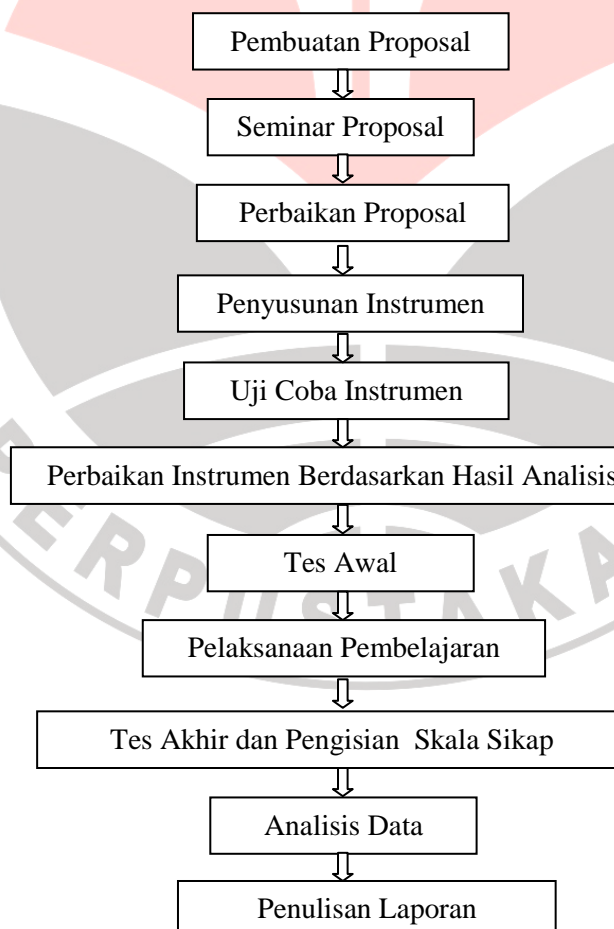 Pembuatan Proposal
Seminar Proposal
Perbaikan Proposal
Penyusunan Instrumen
Uji Coba Instrumen
Perbaikan Instrumen Berdasarkan Hasil Analisis
Tes Awal
Pelaksanaan Pembelajaran
Tes Akhir dan Pengisian Skala Sikap
Analisis Data
Penulisan Laporan
PERPUSTAKA